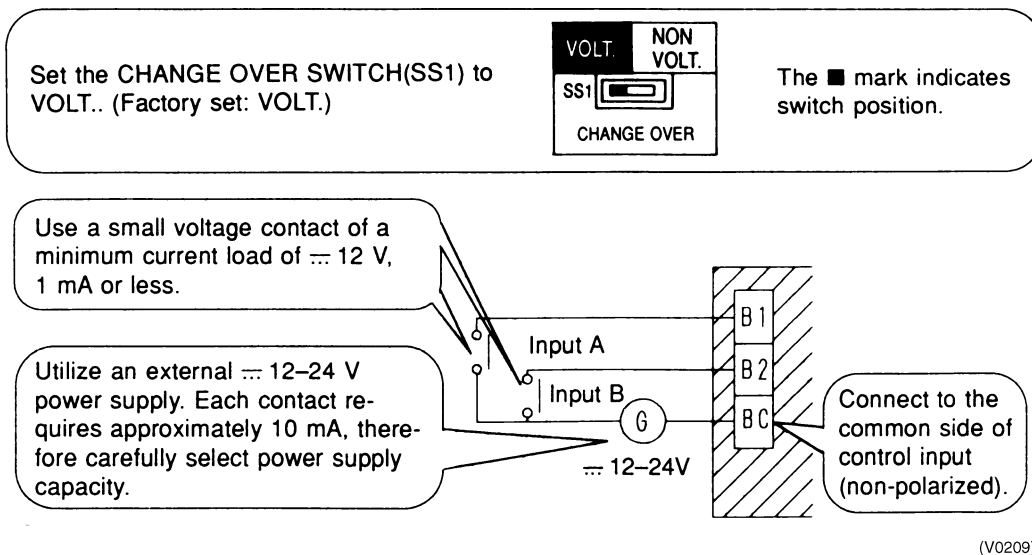 Set the CHANGE OVER SWITCH(SS1) to
VOLT.. (Factory set: VOLT.)
VOLT.
NON
VOLT.
SS1
CHANGE OVER
The ■ mark indicates
switch position.
Use a small voltage contact of a
minimum current load of ⎓ 12 V,
1 mA or less.
Utilize an external ⎓ 12–24 V
power supply. Each contact re-
quires approximately 10 mA, there-
fore carefully select power supply
capacity.
Input A
Input B
G
⎓ 12–24V
B1
B2
BC
Connect to the
common side of
control input
(non-polarized).
(V0209)